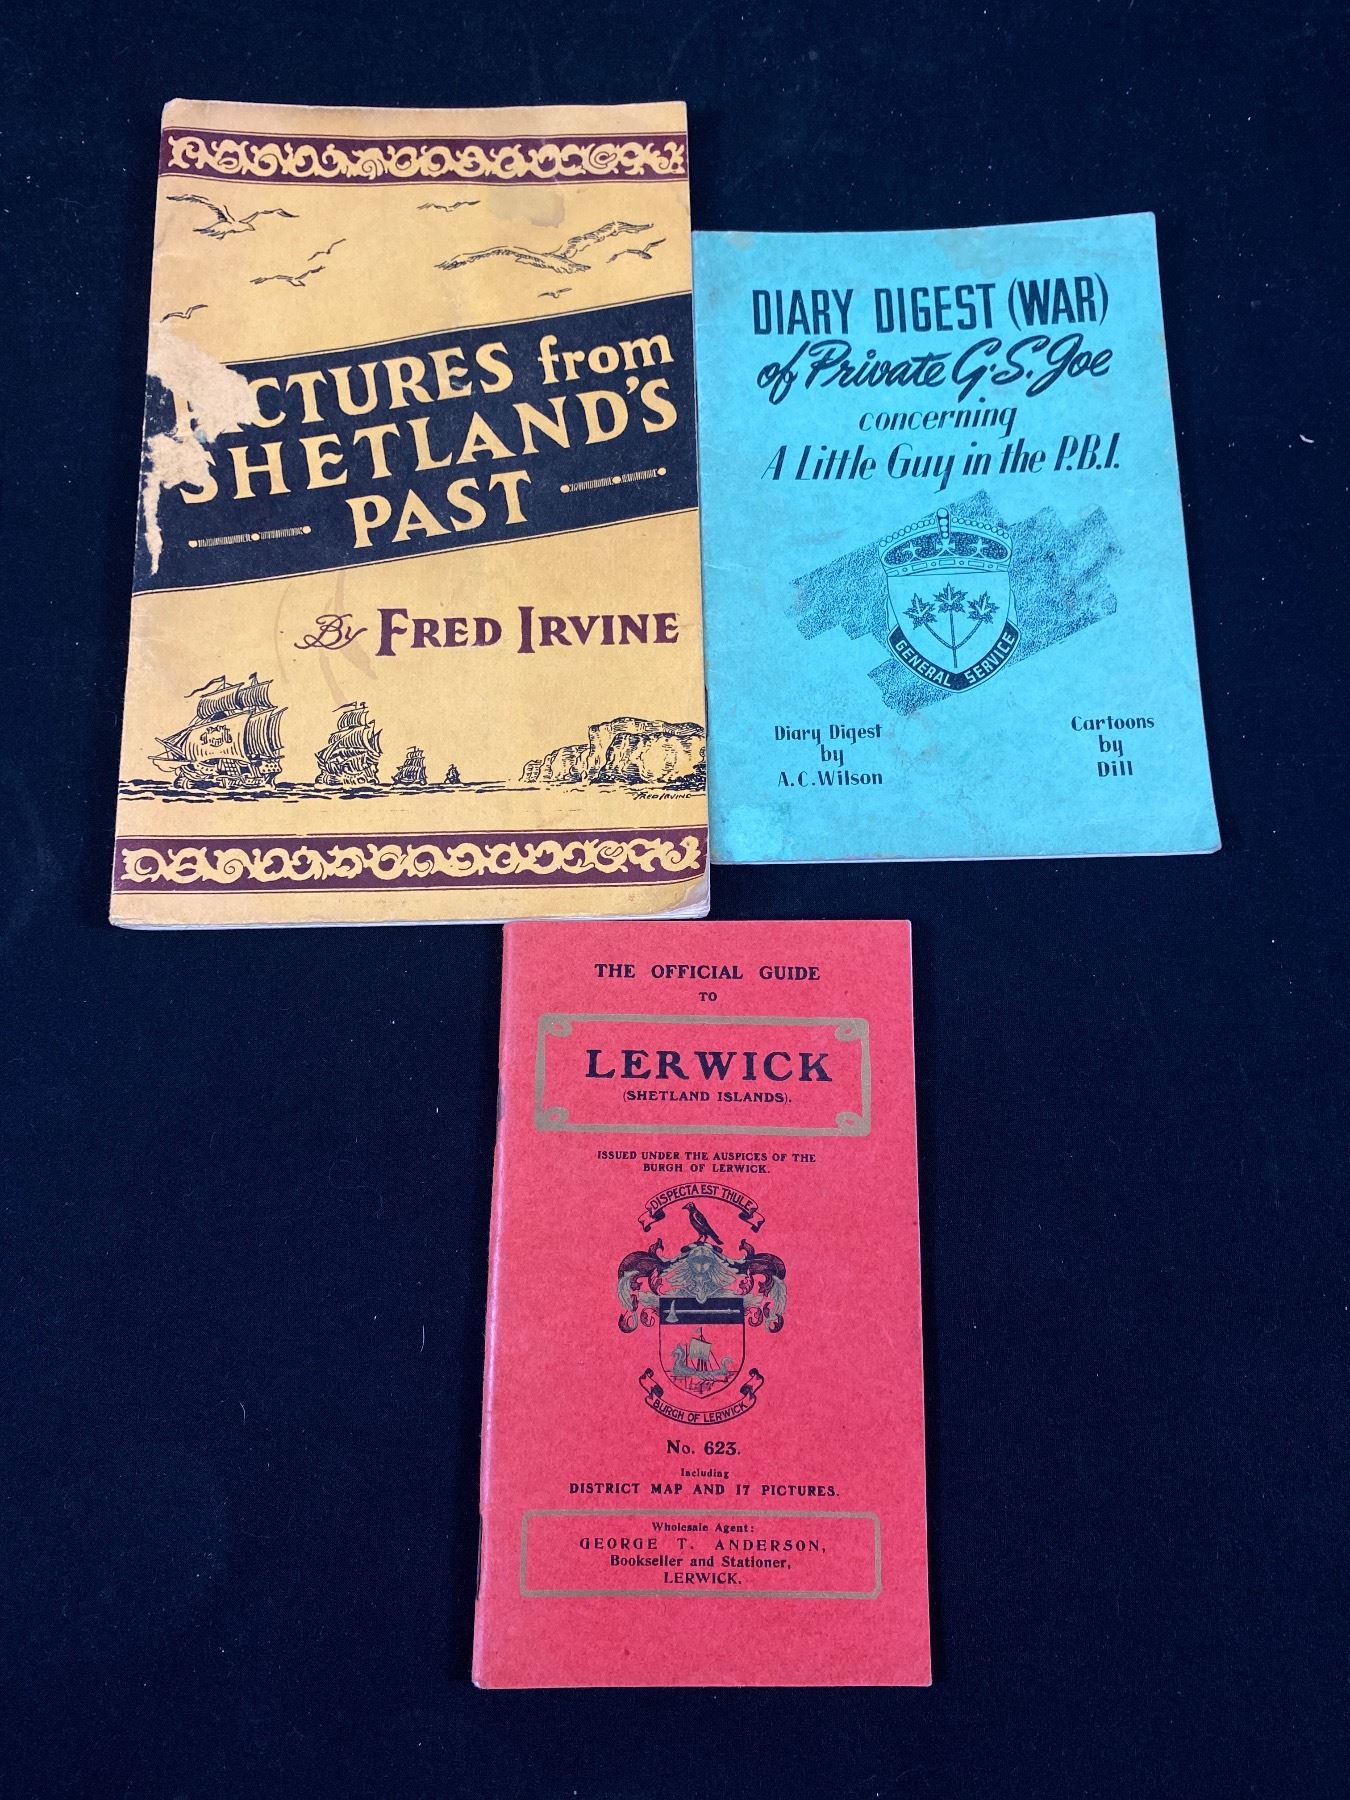 PICTURES from
SHETLAND'S
PAST
By FRED IRVINE
FRED IRVINE
DIARY DIGEST (WAR)
of Private G.S. Joe
concerning
A Little Guy in the P.B.I.
GENERAL SERVICE
Diary Digest
by
A.C. Wilson
Cartoons
by
Dill
THE OFFICIAL GUIDE
TO
LERWICK
(SHETLAND ISLANDS).
ISSUED UNDER THE AUSPICES OF THE
BURGH OF LERWICK.
DISPECTA EST THULE
BURGH OF LERWICK
No. 623.
Including
DISTRICT MAP AND 17 PICTURES.
Wholesale Agent:
GEORGE T. ANDERSON,
Bookseller and Stationer,
LERWICK.